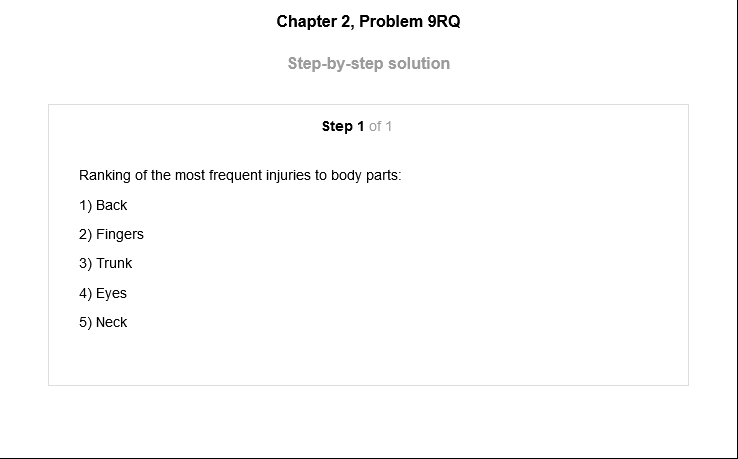 Chapter 2, Problem 9RQ
Step-by-step solution
Step 1 of 1
Ranking of the most frequent injuries to body parts:
1) Back
2) Fingers
3) Trunk
4) Eyes
5) Neck